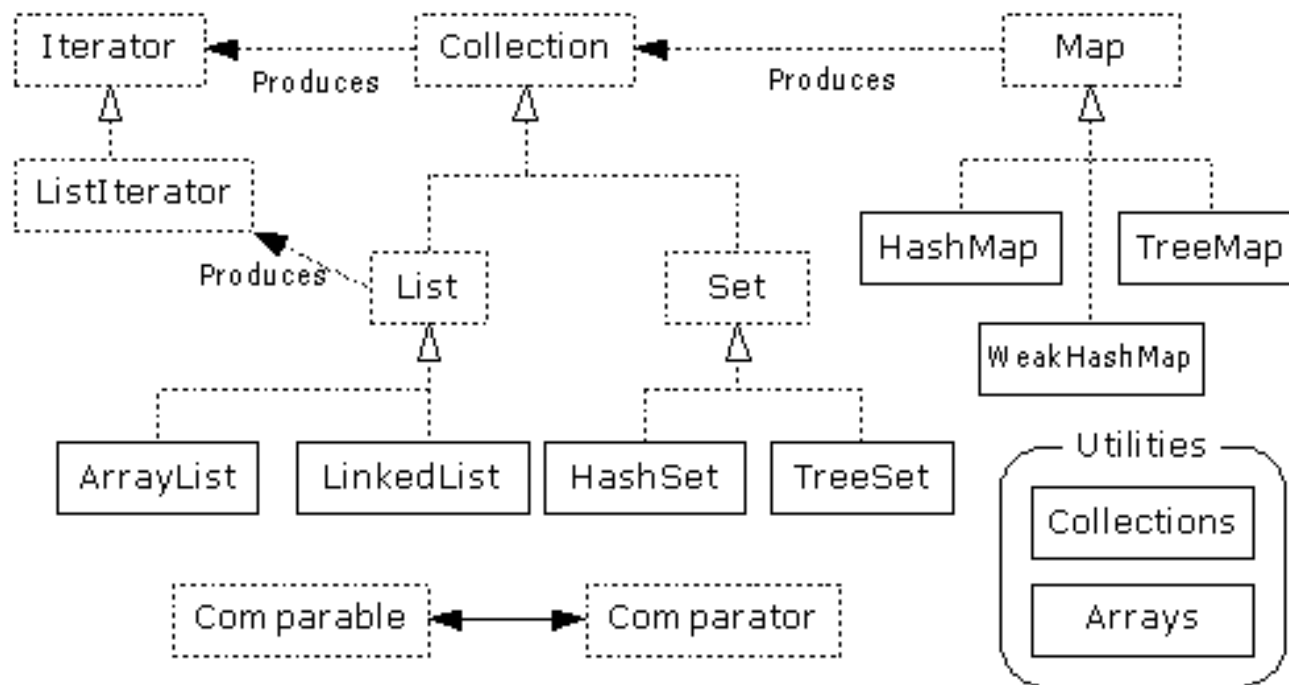 Iterator
Collection
Map
Produces
Produces
ListIterator
Produces
List
Set
HashMap
TreeMap
WeakHashMap
ArrayList
LinkedList
HashSet
TreeSet
Utilities
Collections
Arrays
Comparable
Comparator